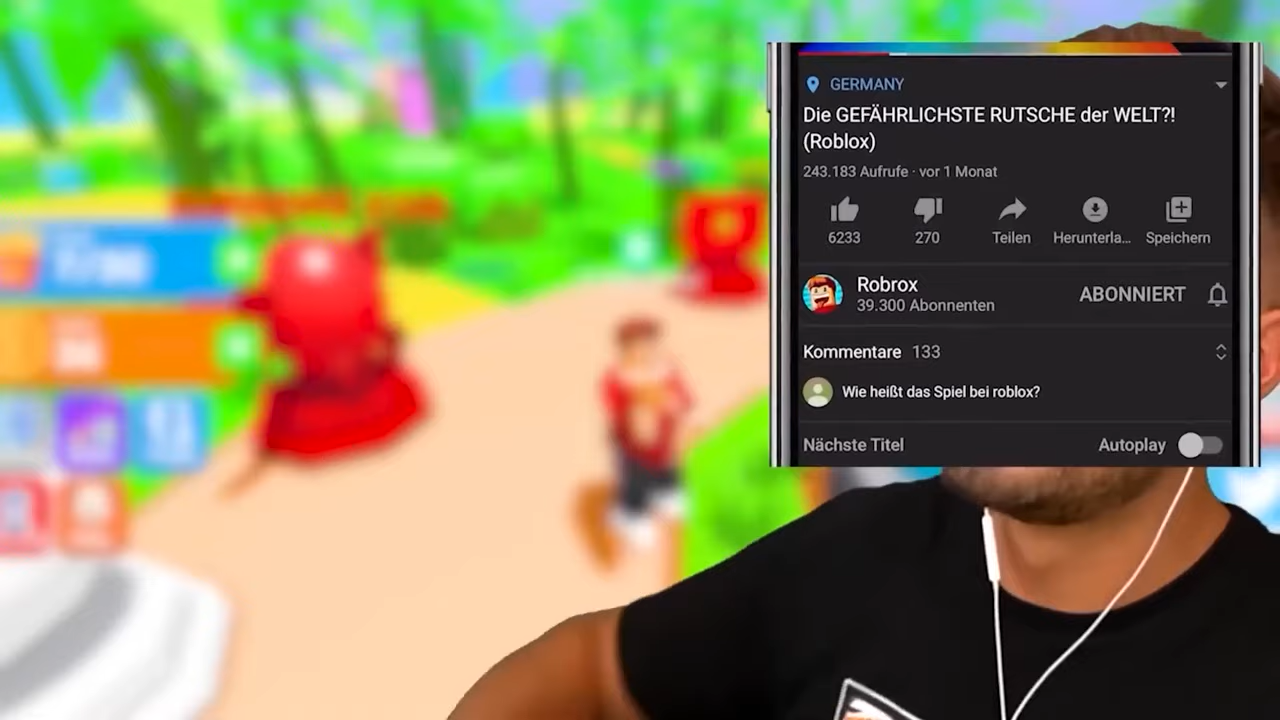 GERMANY
Die GEFÄHRLICHSTE RUTSCHE der WELT?!
(Roblox)
243.183 Aufrufe · vor 1 Monat
6233
270
Teilen
Herunterla...
Speichern
Robrox
39.300 Abonnenten
ABONNIERT
Kommentare 133
Wie heißt das Spiel bei roblox?
Nächste Titel
Autoplay